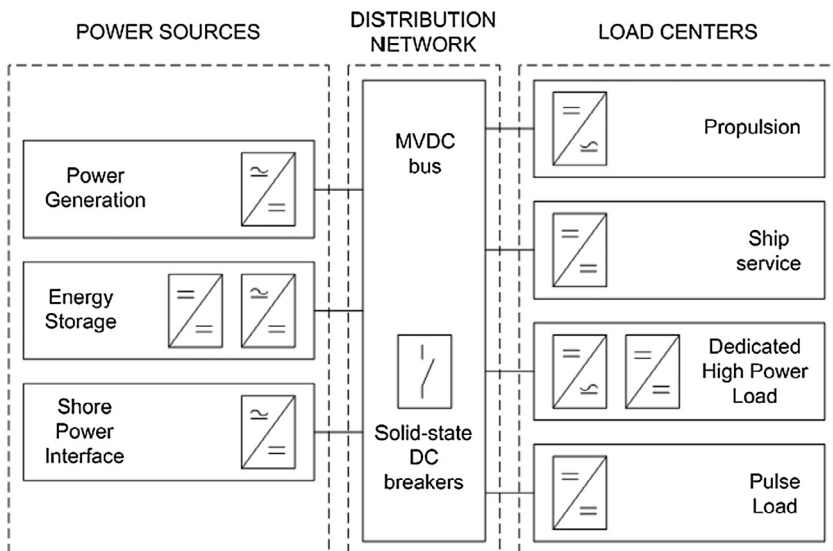 POWER SOURCES
Power
Generation
Energy
Storage
Shore
Power
Interface
DISTRIBUTION
NETWORK
MVDC
bus
Solid-state
DC
breakers
LOAD CENTERS
Propulsion
Ship
service
Dedicated
High Power
Load
Pulse
Load